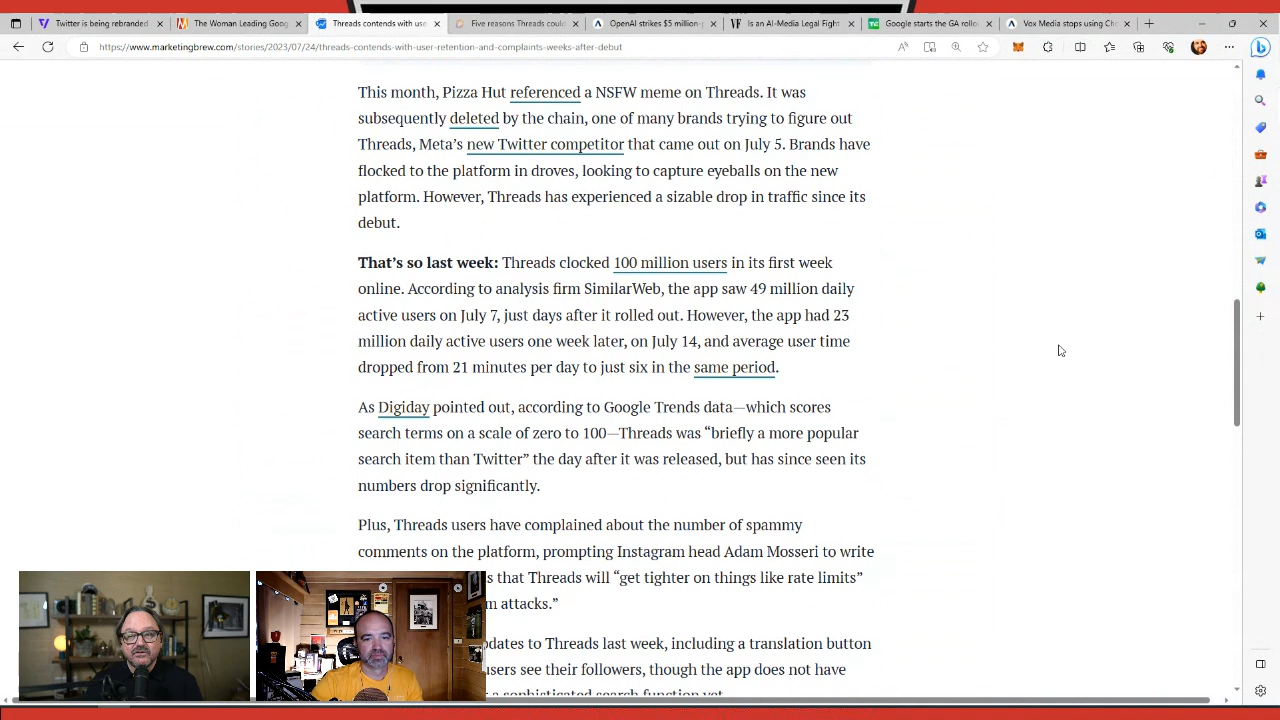 Twitter is being rebranded
The Woman Leading Goog
Threads contends with use
Five reasons Threads could
OpenAI strikes $5 million-p
Is an AI-Media Legal Fight
Google starts the GA rollo
Vox Media stops using Cho
https://www.marketingbrew.com/stories/2023/07/24/threads-contends-with-user-retention-and-complaints-weeks-after-debut
This month, Pizza Hut referenced a NSFW meme on Threads. It was
subsequently deleted by the chain, one of many brands trying to figure out
Threads, Meta’s new Twitter competitor that came out on July 5. Brands have
flocked to the platform in droves, looking to capture eyeballs on the new
platform. However, Threads has experienced a sizable drop in traffic since its
debut.
That’s so last week: Threads clocked 100 million users in its first week
online. According to analysis firm SimilarWeb, the app saw 49 million daily
active users on July 7, just days after it rolled out. However, the app had 23
million daily active users one week later, on July 14, and average user time
dropped from 21 minutes per day to just six in the same period.
As Digiday pointed out, according to Google Trends data—which scores
search terms on a scale of zero to 100—Threads was “briefly a more popular
search item than Twitter” the day after it was released, but has since seen its
numbers drop significantly.
Plus, Threads users have complained about the number of spammy
comments on the platform, prompting Instagram head Adam Mosseri to write
s that Threads will “get tighter on things like rate limits”
m attacks.”
pdates to Threads last week, including a translation button
sers see their followers, though the app does not have
a sophisticated search function yet.